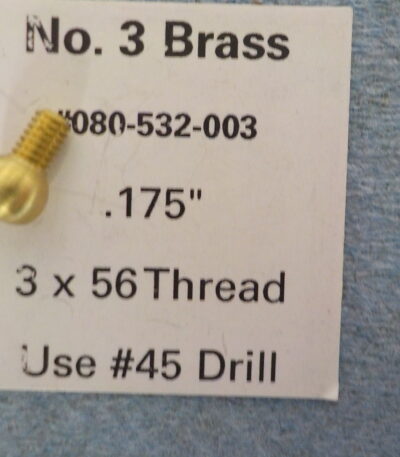 No. 3 Brass
#080-532-003
.175"
3 x 56 Thread
Use #45 Drill